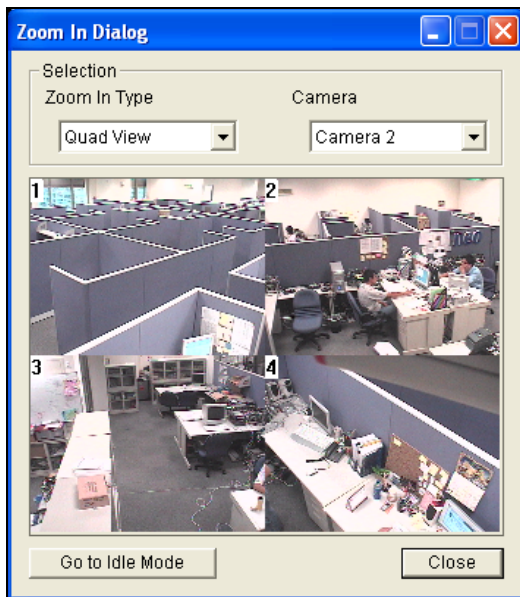 Zoom In Dialog
Selection
Zoom In Type Camera
Quad View Camera 2
1 2
3 4
Go to Idle Mode Close